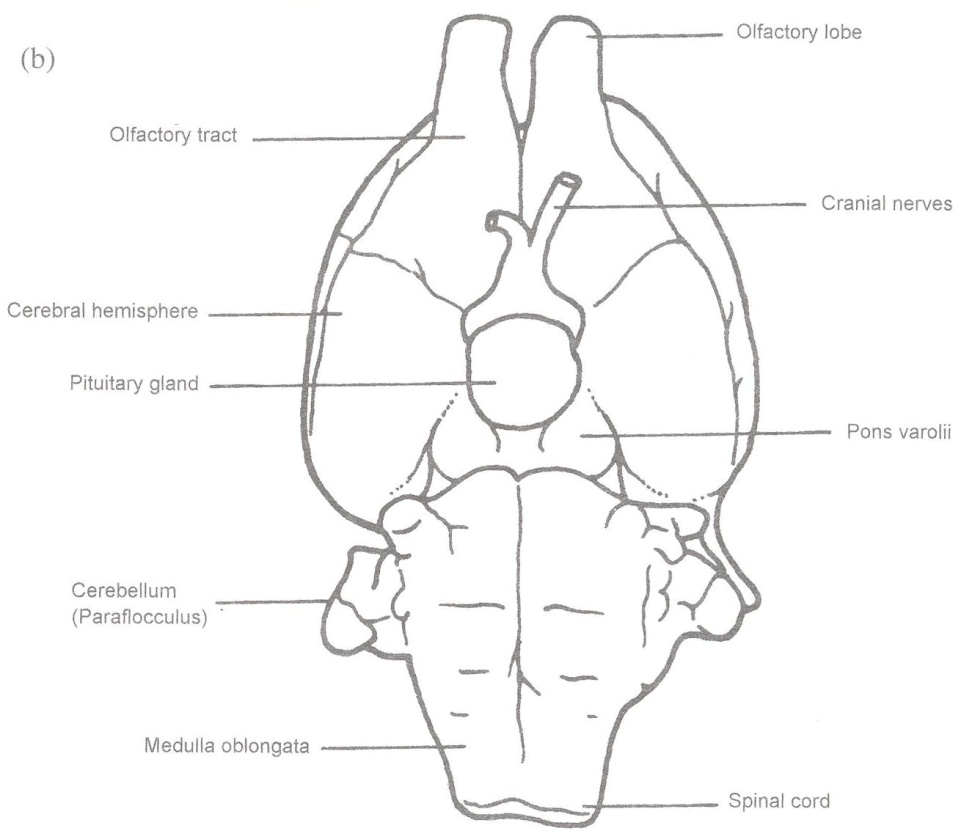 (b)
Olfactory lobe
Olfactory tract
Cranial nerves
Cerebral hemisphere
Pituitary gland
Pons varolii
Cerebellum
(Paraflocculus)
Medulla oblongata
Spinal cord